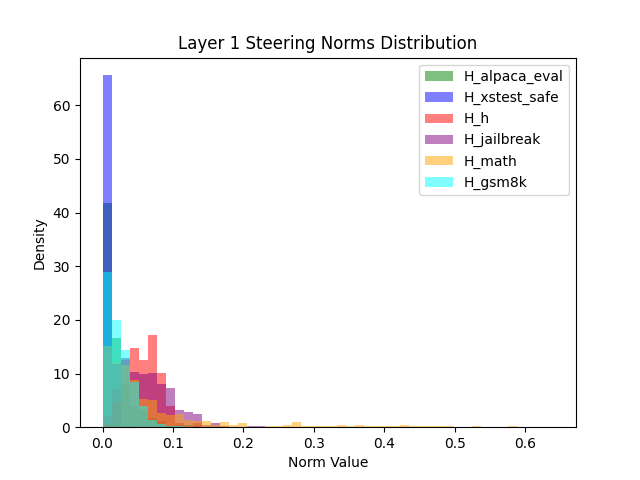 Layer 1 Steering Norms Distribution
H_alpaca_eval
H_xstest_safe
H_h
H_jailbreak
H_math
H_gsm8k
Density
60
50
40
30
20
10
0
0.0 0.1 0.2 0.3 0.4 0.5 0.6
Norm Value